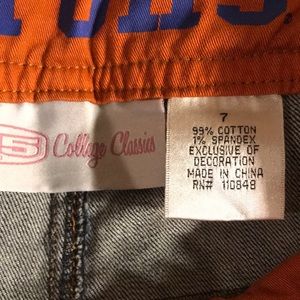 College Classics
7
99% COTTON
1% SPANDEX
EXCLUSIVE OF
DECORATION
MADE IN CHINA
RN# 110848